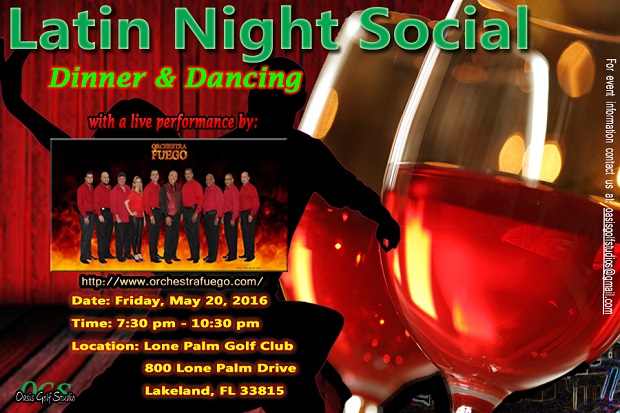 Latin Night Social
Dinner & Dancing
with a live performance by:
ORCHESTRA
FUEGO
http://www.orchestrafuego.com/
Date: Friday, May 20, 2016
Time: 7:30 pm - 10:30 pm
Location: Lone Palm Golf Club
800 Lone Palm Drive
Lakeland, FL 33815
OGS
Oasis Golf Studio
For event information contact us at oasisgolfstudios@gmail.com